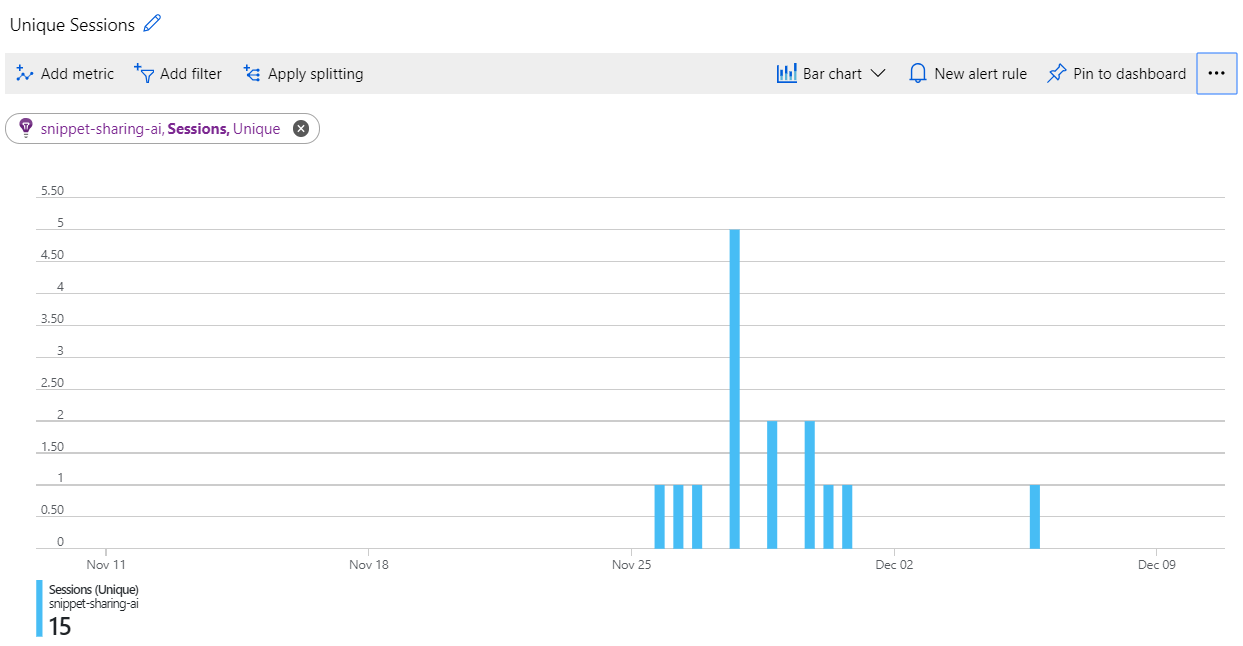 Unique Sessions
Add metric Add filter Apply splitting Bar chart New alert rule Pin to dashboard
snippet-sharing-ai, Sessions, Unique
5.50
5
4.50
4
3.50
3
2.50
2
1.50
1
0.50
0
Nov 11 Nov 18 Nov 25 Dec 02 Dec 09
Sessions (Unique)
snippet-sharing-ai
15